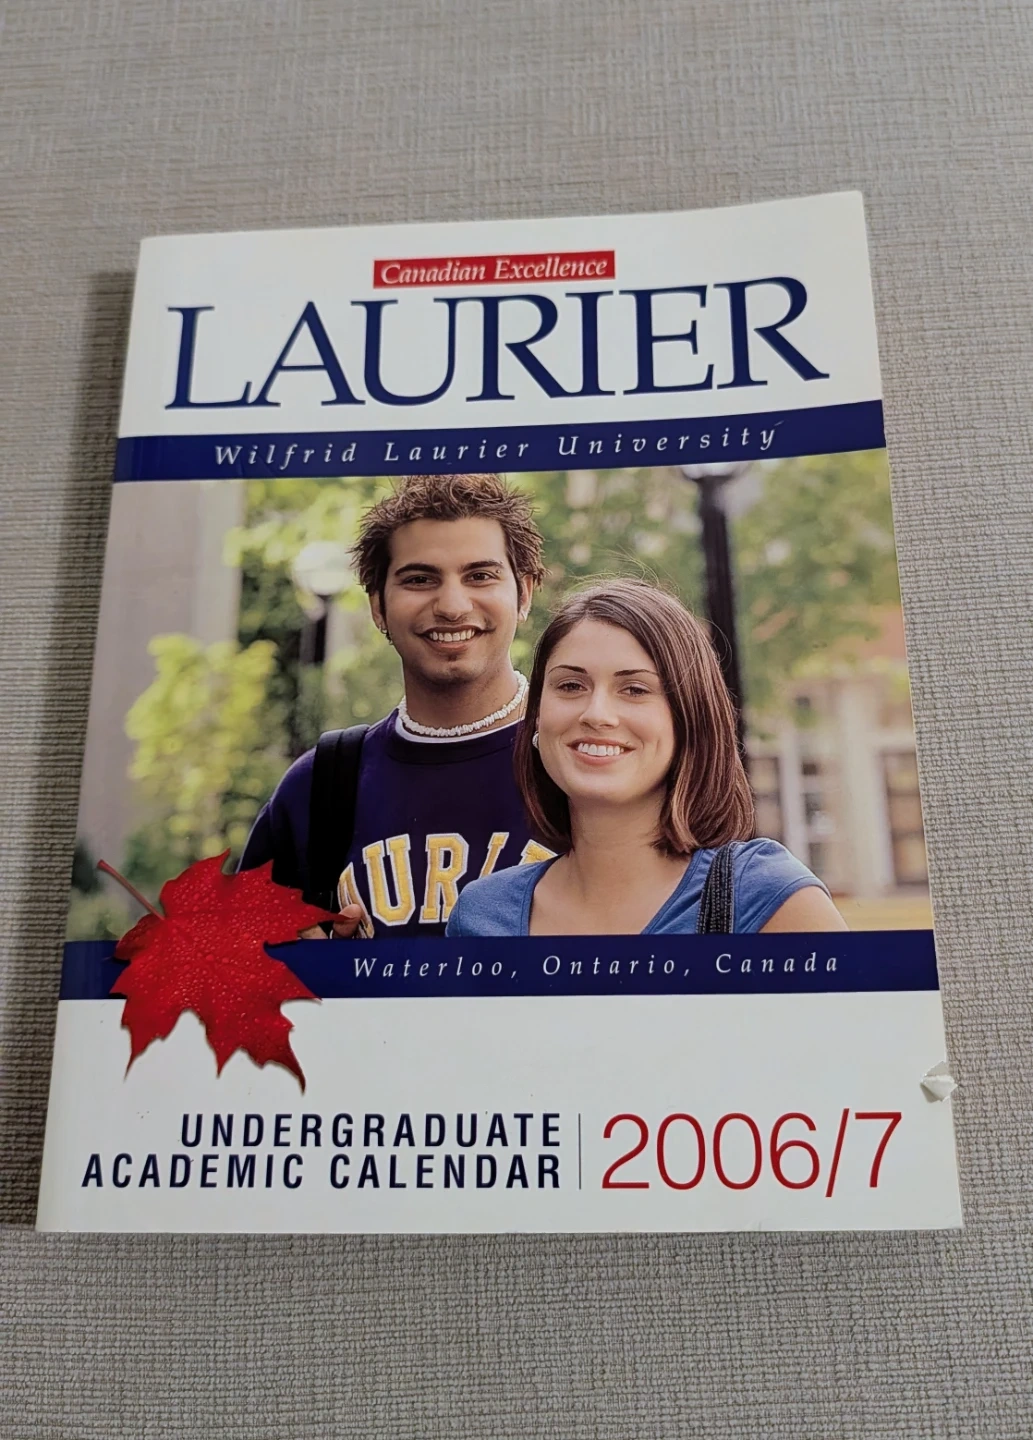 Canadian Excellence
LAURIER
Wilfrid Laurier University
Waterloo, Ontario, Canada
UNDERGRADUATE
ACADEMIC CALENDAR
2006/7